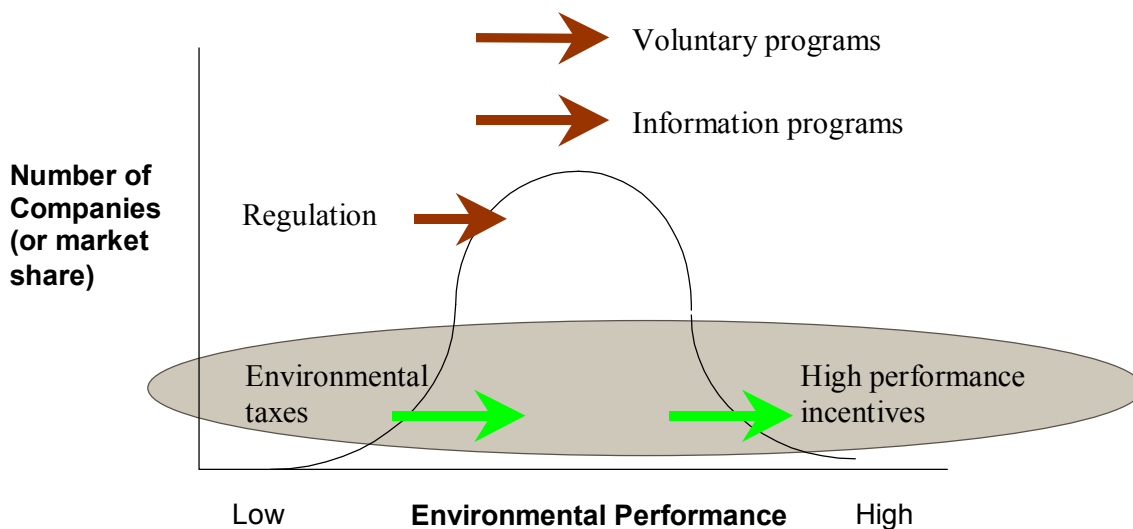 Voluntary programs
Information programs
Number of
Companies
(or market
share)
Regulation
Environmental
taxes
High performance
incentives
Low
Environmental Performance
High